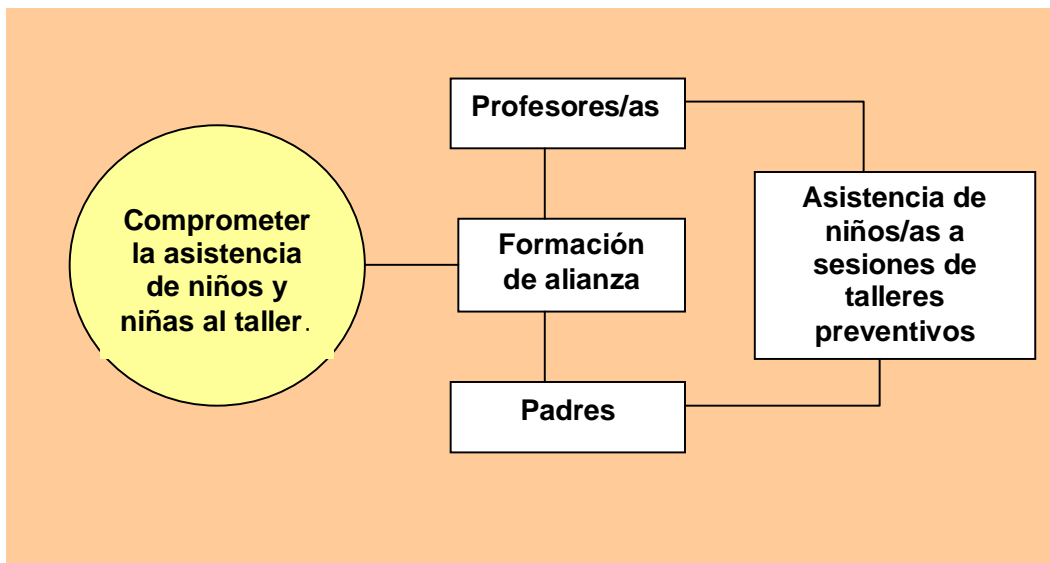 Comprometer
la asistencia
de niños y
niñas al taller.
Profesores/as
Formación
de alianza
Padres
Asistencia de
niños/as a
sesiones de
talleres
preventivos